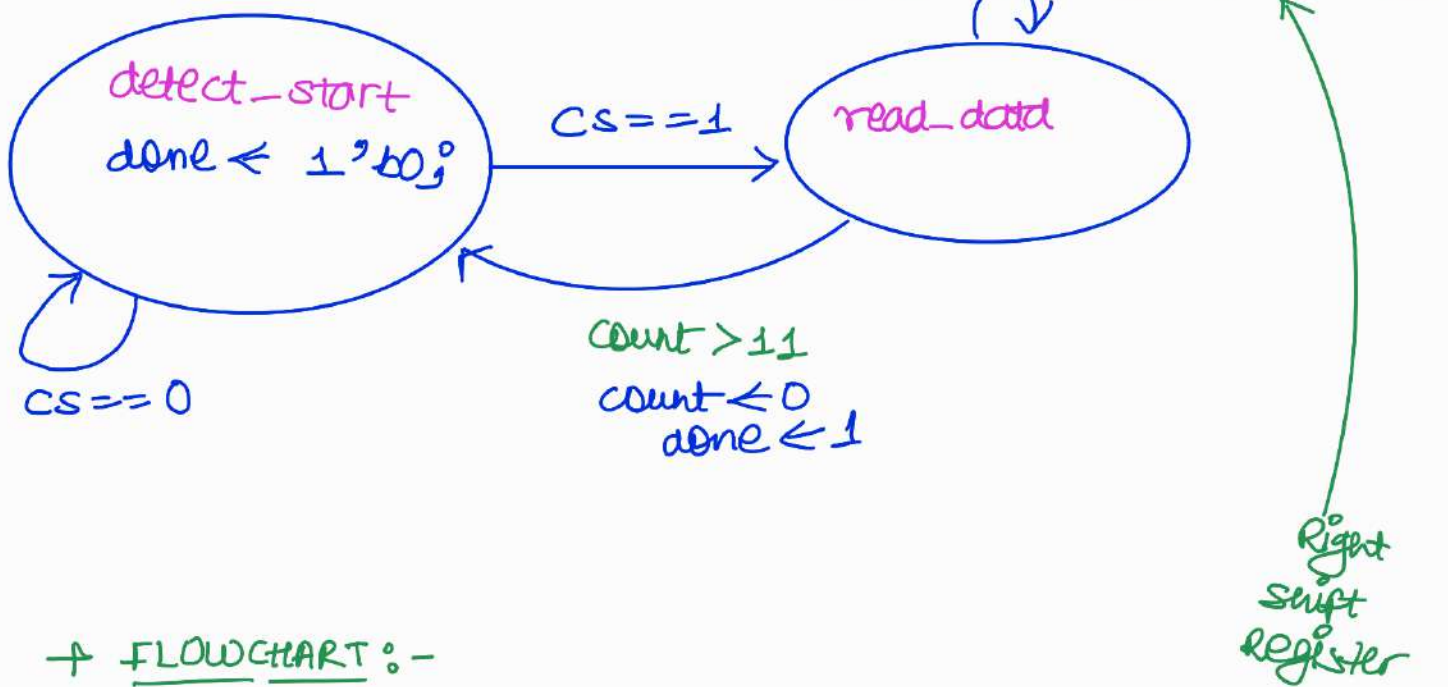 detect_start
done <= 1'b0;
cs==1
read_data
cs==0
count>11
count<=0
done<=1
Right
shift
Register
→ FLOWCHART:-